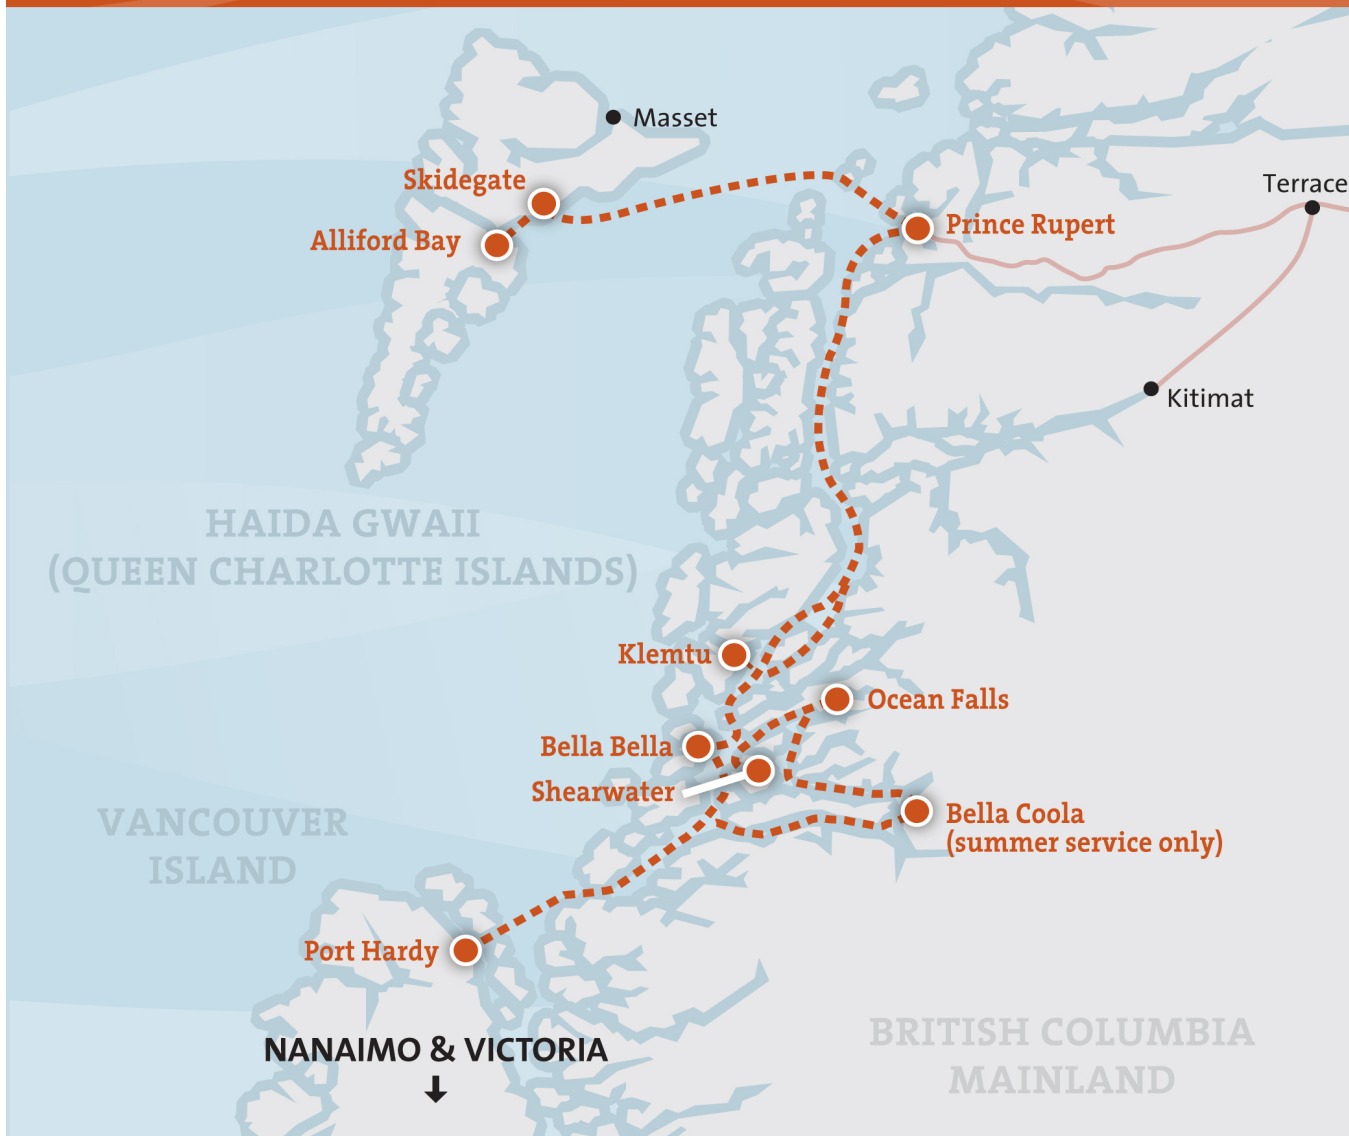 Masset
Skidegate
Terrace
Prince Rupert
Alliford Bay
Kitimat
HAIDA GWAII
(QUEEN CHARLOTTE ISLANDS)
Klemtu
Ocean Falls
Bella Bella
Shearwater
Bella Coola
(summer service only)
VANCOUVER
ISLAND
Port Hardy
BRITISH COLUMBIA
MAINLAND
NANAIMO & VICTORIA